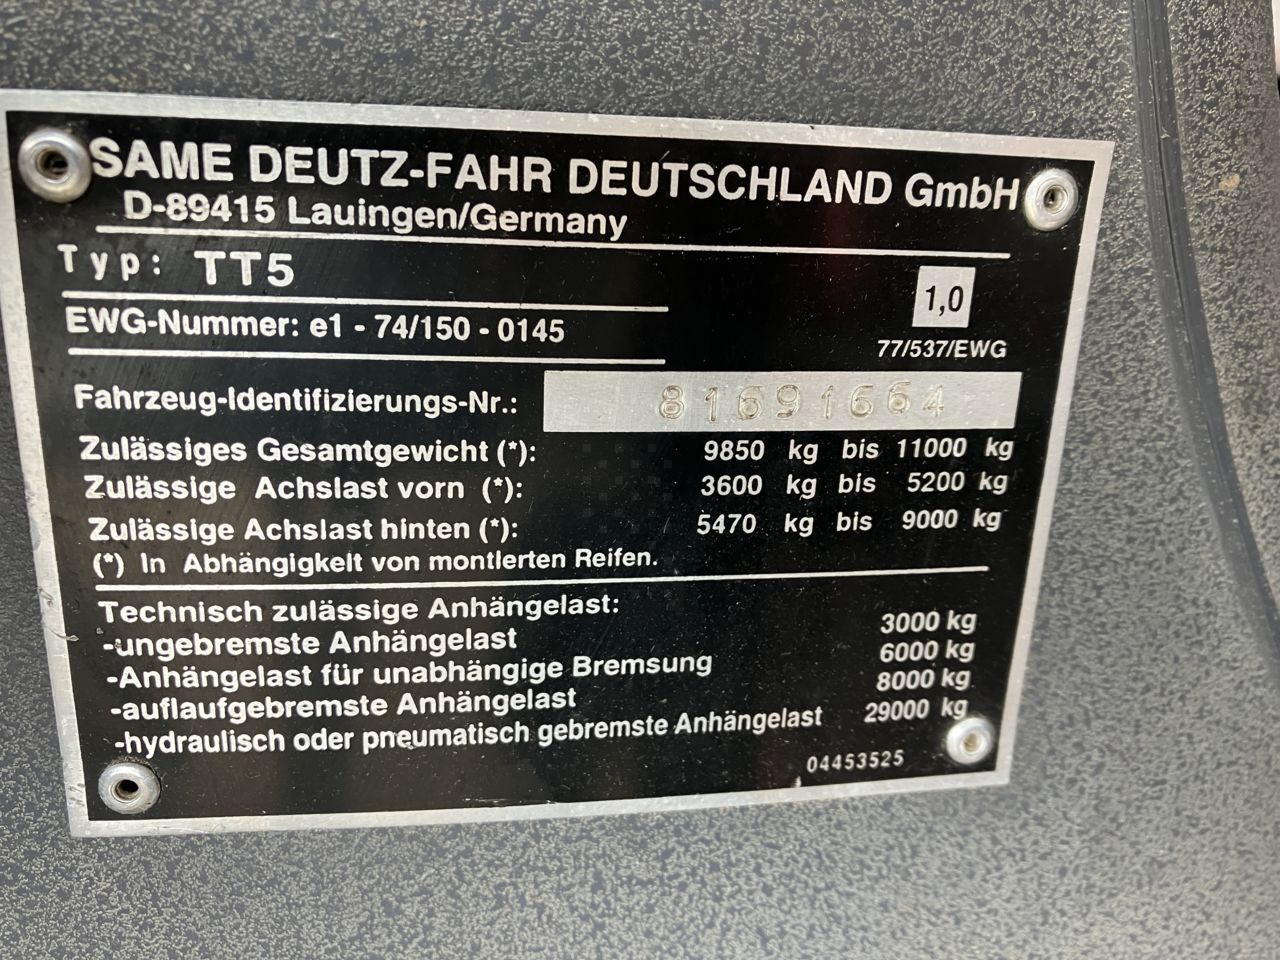 SAME DEUTZ-FAHR DEUTSCHLAND GmbH
D-89415 Lauingen/Germany
Typ: TT5
1,0
EWG-Nummer: e1 - 74/150 - 0145
77/537/EWG
Fahrzeug-Identifizierungs-Nr.: 81691664
Zulässiges Gesamtgewicht (*): 9850 kg bis 11000 kg
Zulässige Achslast vorn (*): 3600 kg bis 5200 kg
Zulässige Achslast hinten (*): 5470 kg bis 9000 kg
(*) In Abhängigkeit von montierten Reifen.
Technisch zulässige Anhängelast:
-ungebremste Anhängelast 3000 kg
-Anhängelast für unabhängige Bremsung 6000 kg
-auflaufgebremste Anhängelast 8000 kg
-hydraulisch oder pneumatisch gebremste Anhängelast 29000 kg
04453525